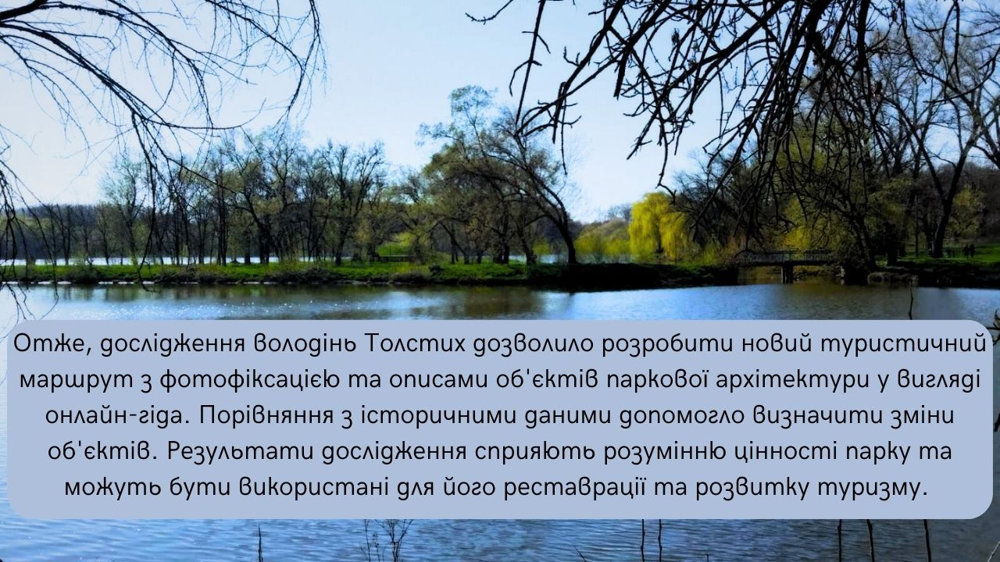 Отже, дослідження володінь Толстих дозволило розробити новий туристичний
маршрут з фотофіксацією та описами об'єктів паркової архітектури у вигляді
онлайн-гіда. Порівняння з історичними даними допомогло визначити зміни
об'єктів. Результати дослідження сприяють розумінню цінності парку та
можуть бути використані для його реставрації та розвитку туризму.